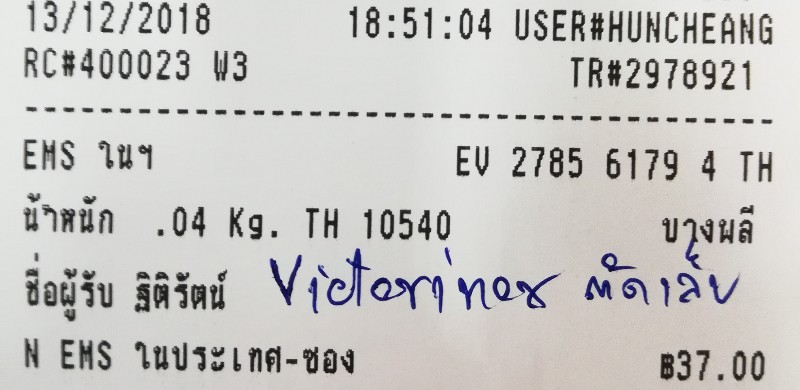 13/12/2018 18:51:04 USER#HUNCHEANG
RC#400023 W3 TR#2978921
EMS ในฯ EV 2785 6179 4 TH
น้ำหนัก .04 Kg. TH 10540 บางพลี
ชื่อผู้รับ ฐิติรัตน์ Victorinox ตัดเล็บ
N EMS ในประเทศ-ซอง ฿37.00